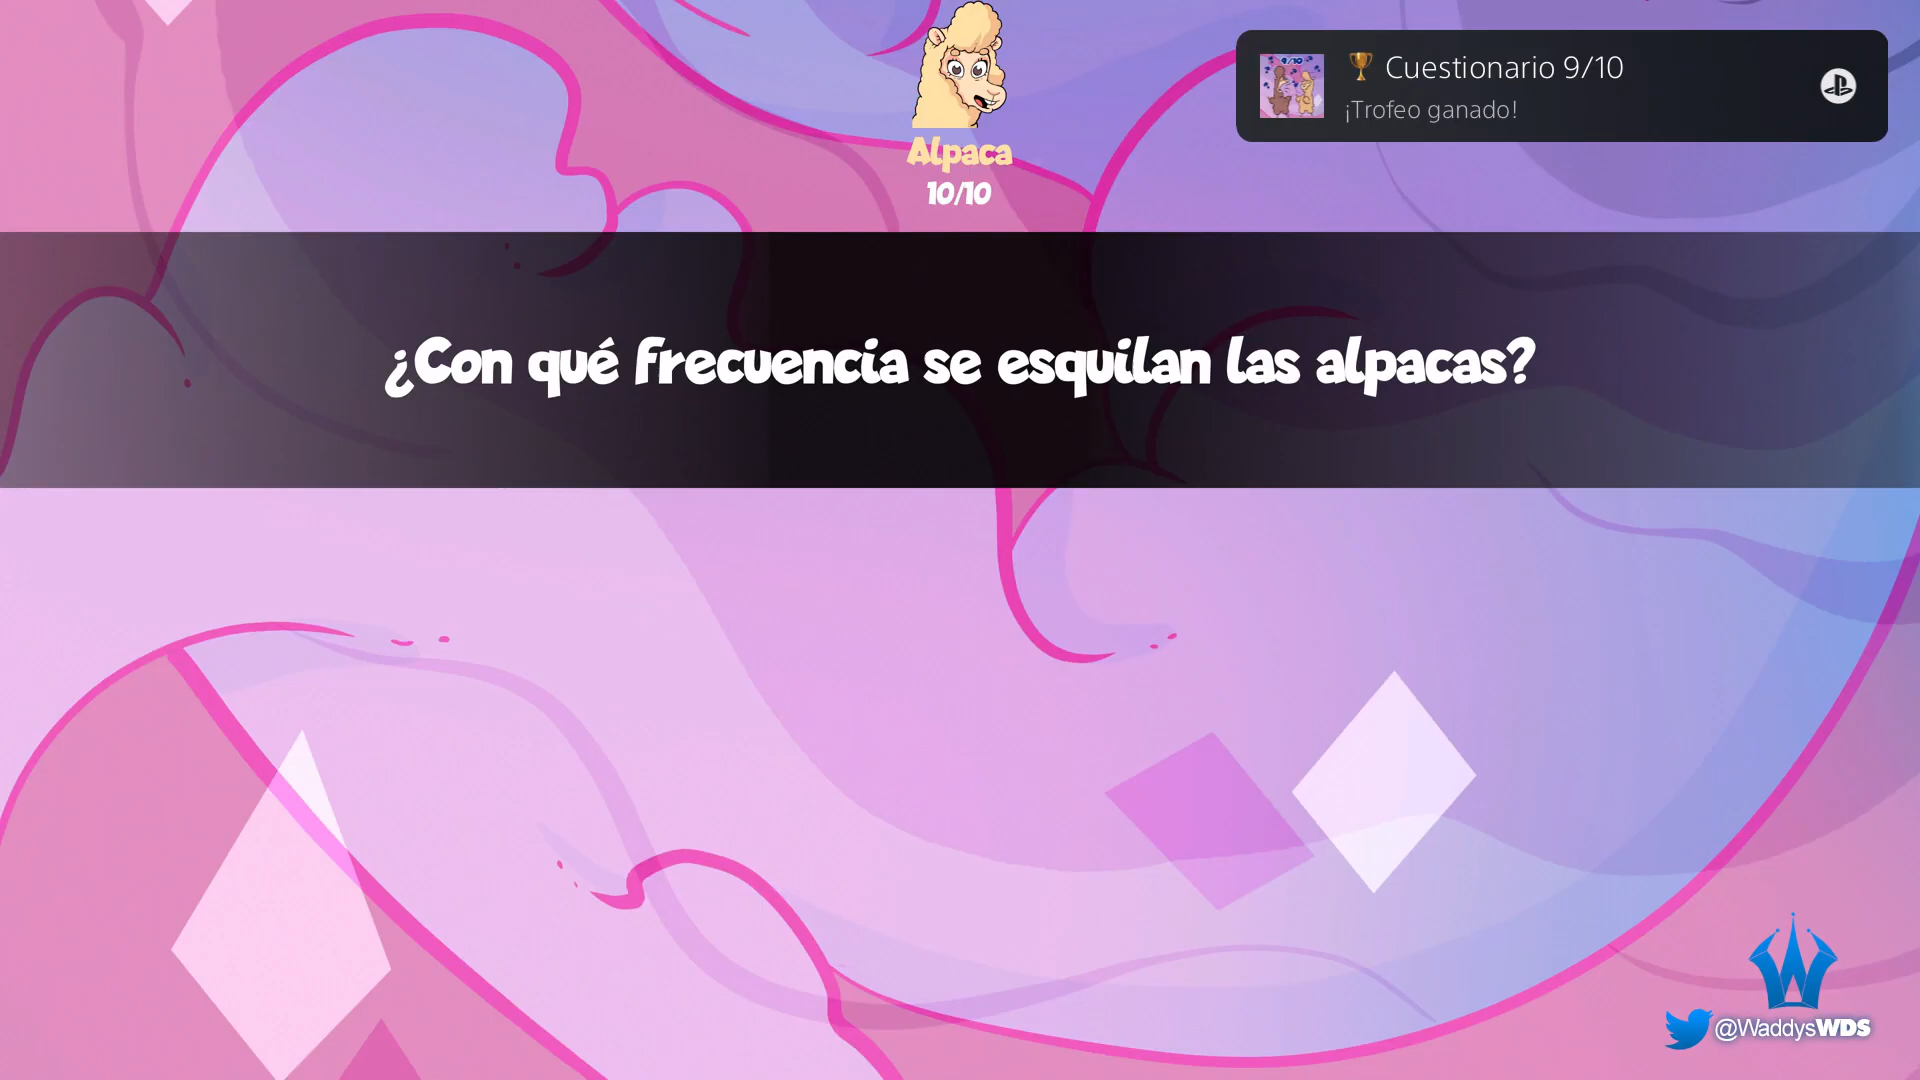 Cuestionario 9/10
¡Trofeo ganado!
Alpaca
10/10
¿Con qué frecuencia se esquilan las alpacas?
@WaddysWDS